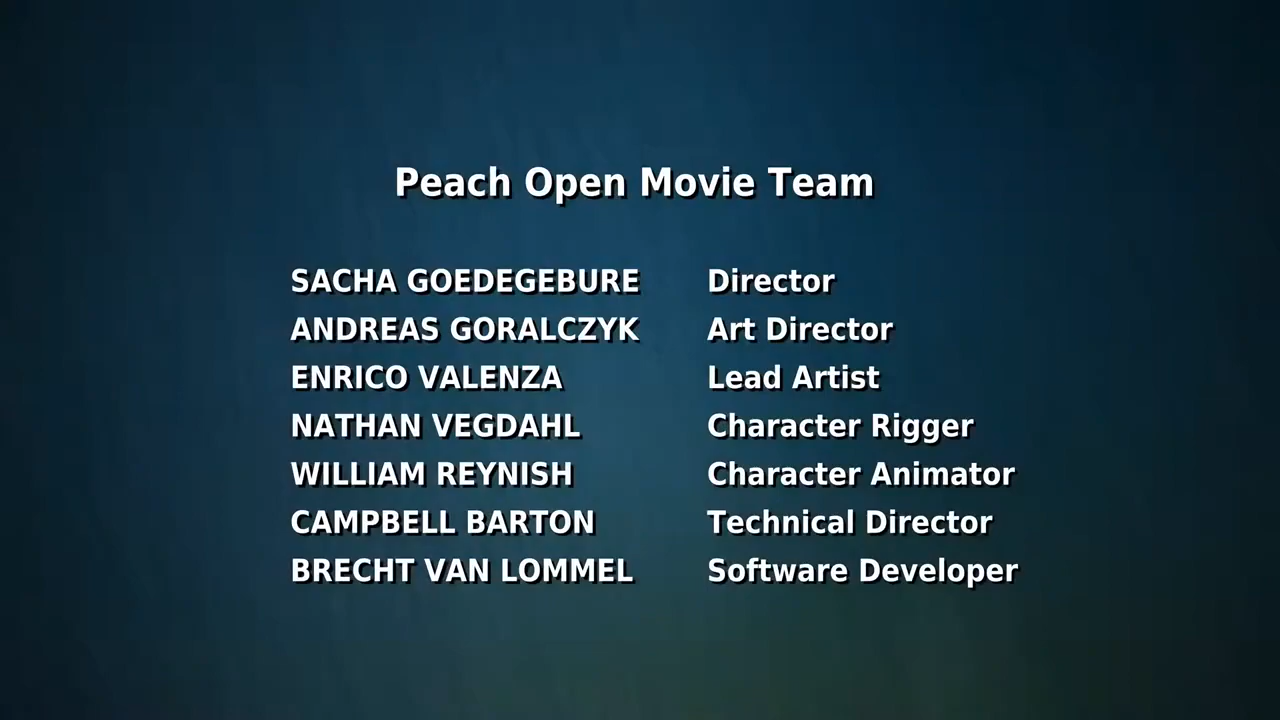 Peach Open Movie Team
SACHA GOEDEGEBURE Director
ANDREAS GORALCZYK Art Director
ENRICO VALENZA Lead Artist
NATHAN VEGDAHL Character Rigger
WILLIAM REYNISH Character Animator
CAMPBELL BARTON Technical Director
BRECHT VAN LOMMEL Software Developer